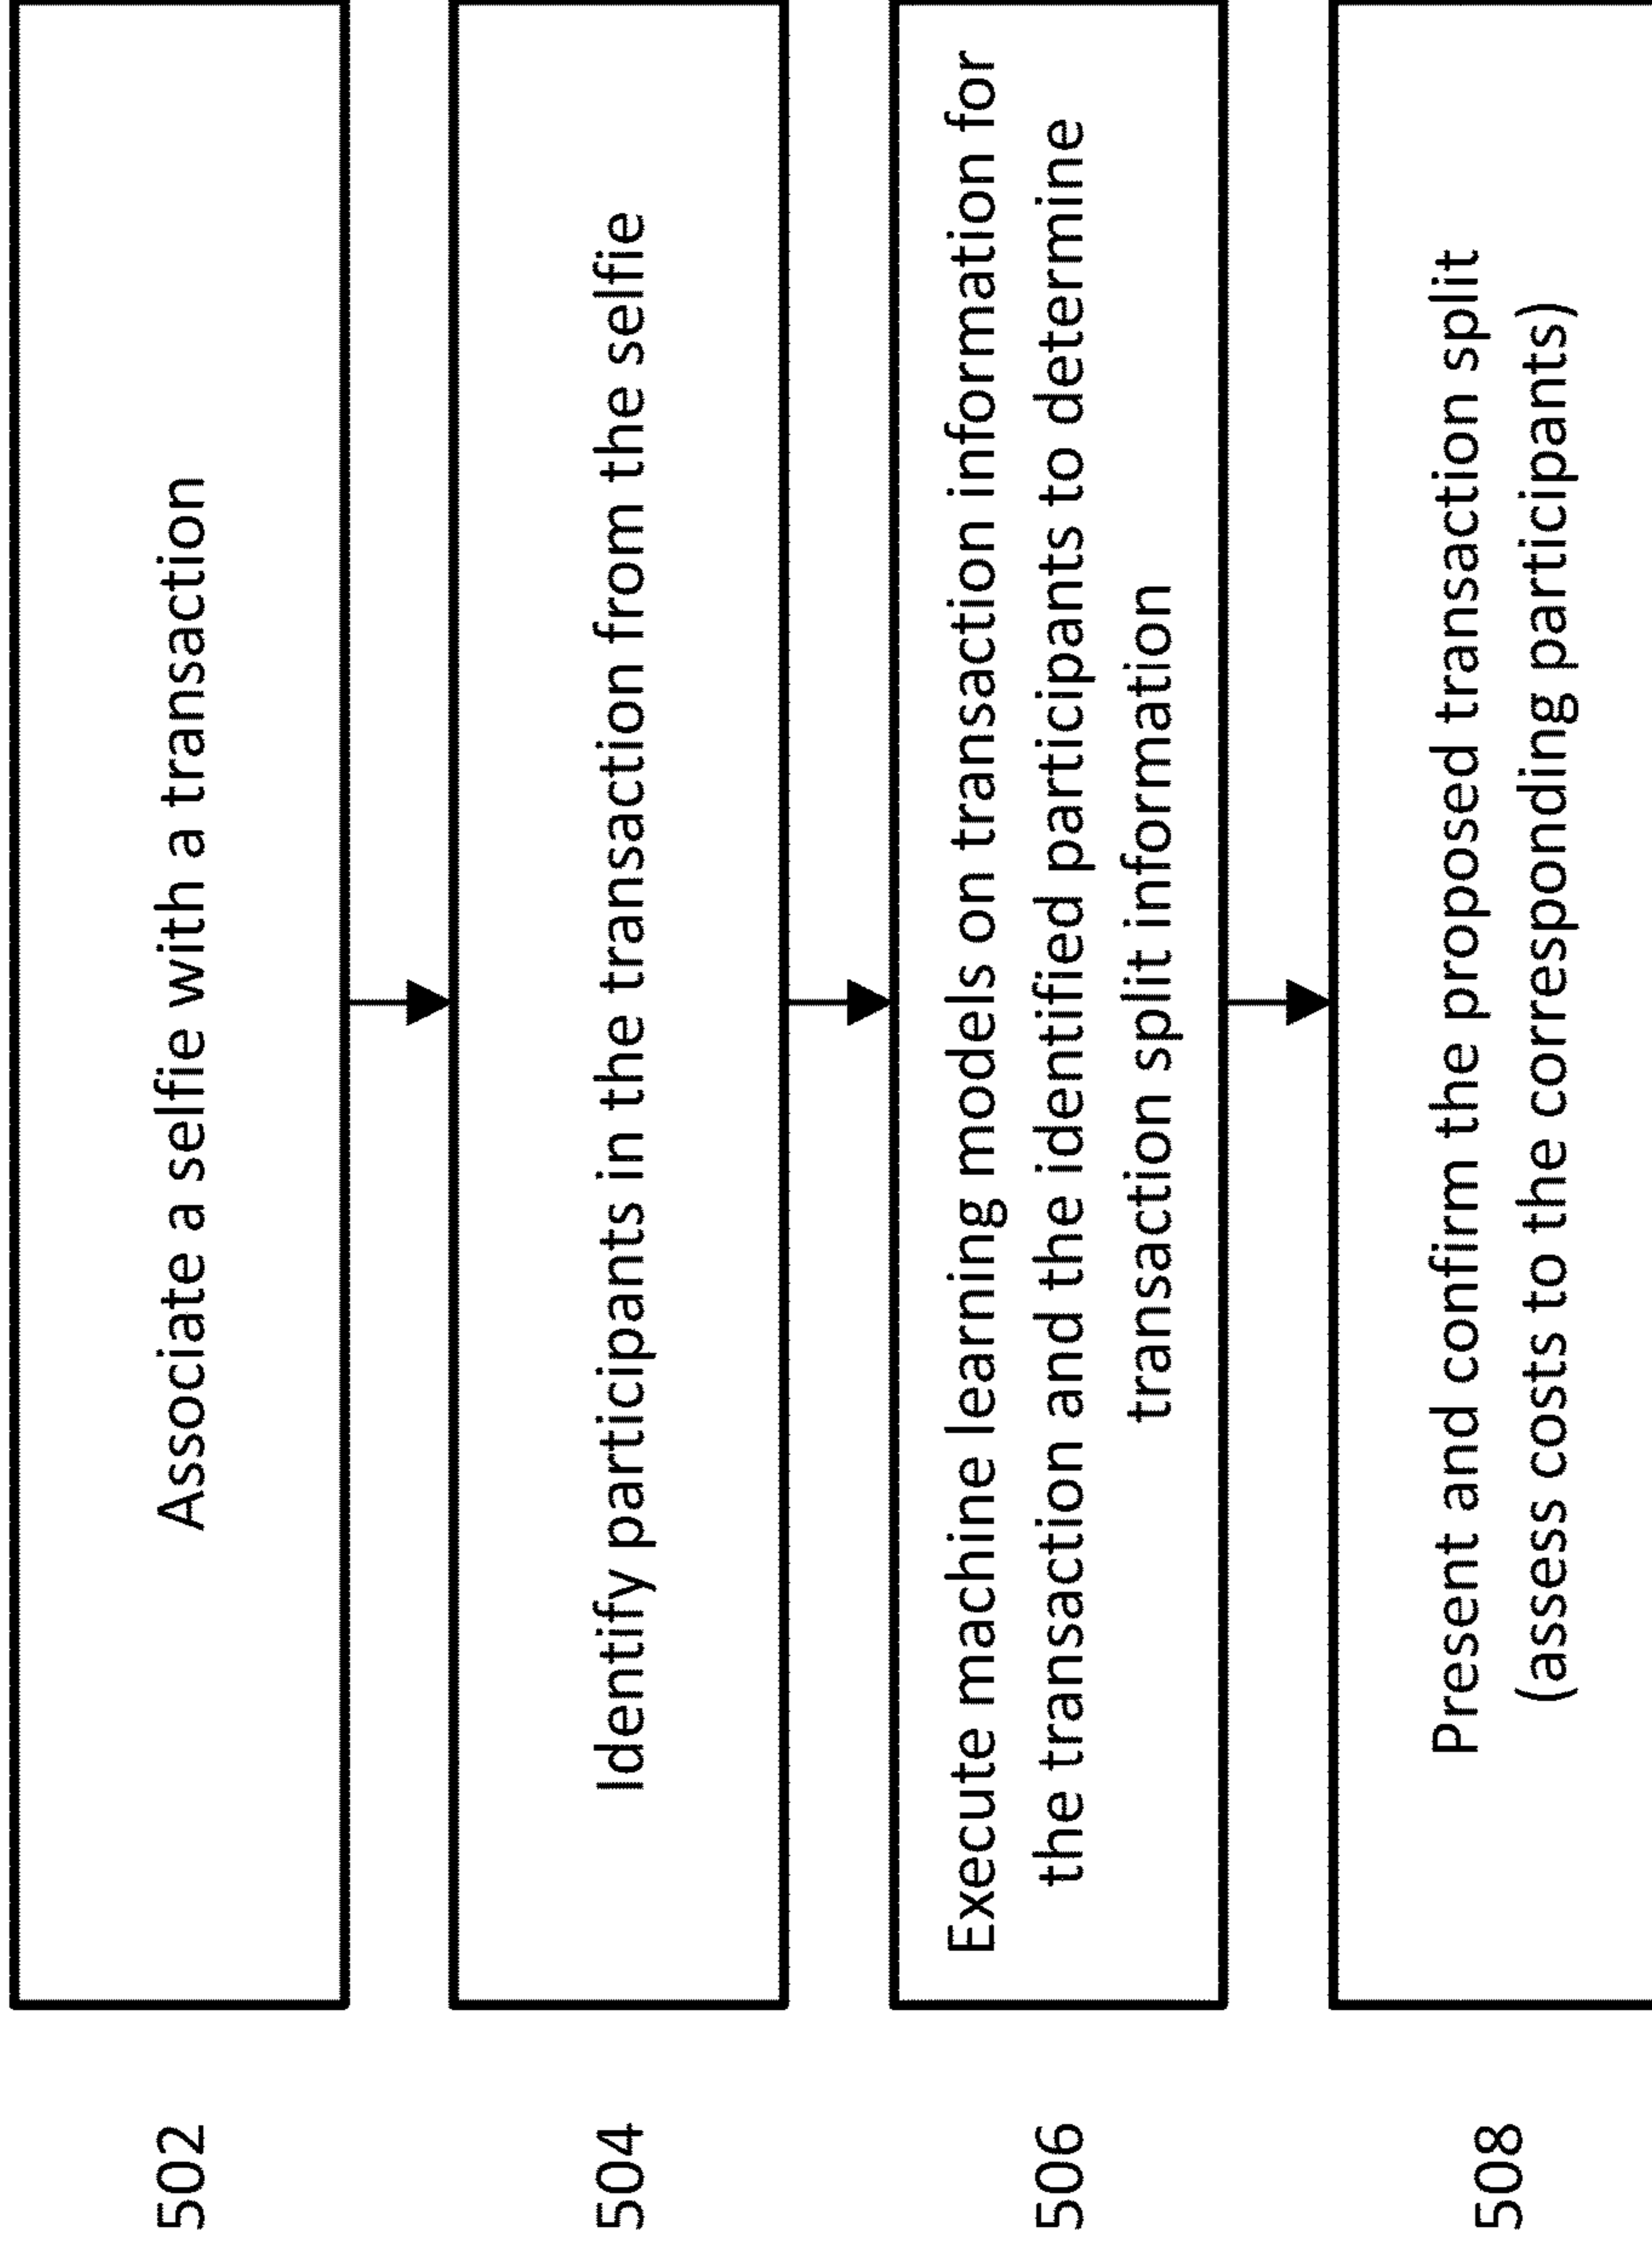 502
Associate a selfie with a transaction
504
Identify participants in the transaction from the selfie
506
Execute machine learning models on transaction information for
the transaction and the identified participants to determine
transaction split information
508
Present and confirm the proposed transaction split
(assess costs to the corresponding participants)